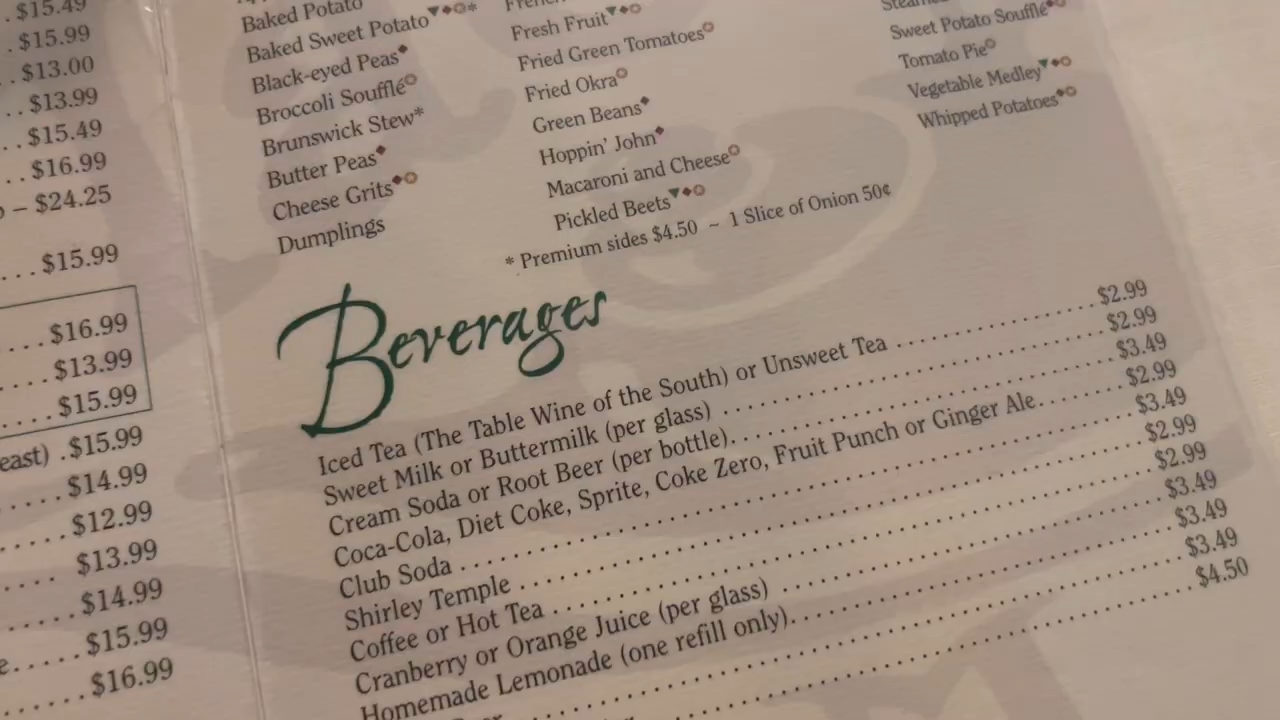 $15.49
. $15.99
. . $13.00
. . $13.99
. . . $15.49
. . $16.99
– $24.25
. . . $15.99
. . . . $16.99
. . . . $13.99
. . . . $15.99
east) . $15.99
. . . . . $14.99
. . . . . $12.99
. . . . $13.99
. . . . . $14.99
. . . . . $15.99
. . . . . . $16.99
Baked Potato
Baked Sweet Potato▼◆✪*
Black-eyed Peas◆
Broccoli Soufflé✪
Brunswick Stew*
Butter Peas◆
Cheese Grits◆✪
Dumplings
Fresh Fruit▼◆✪
Fried Green Tomatoes✪
Fried Okra✪
Green Beans◆
Hoppin' John◆
Macaroni and Cheese✪
Pickled Beets▼◆✪
Sweet Potato Soufflé◆✪
Tomato Pie✪
Vegetable Medley▼◆✪
Whipped Potatoes◆✪
* Premium sides $4.50 ~ 1 Slice of Onion 50¢
Beverages
Iced Tea (The Table Wine of the South) or Unsweet Tea . . . . . . . . . . $2.99
Sweet Milk or Buttermilk (per glass) . . . . . . . . . . $2.99
Cream Soda or Root Beer (per bottle). . . . . . . . . . $3.49
Coca-Cola, Diet Coke, Sprite, Coke Zero, Fruit Punch or Ginger Ale. . . . . . . . $2.99
Club Soda . . . . . . . . . . $3.49
Shirley Temple . . . . . . . . . . $2.99
Coffee or Hot Tea . . . . . . . . . . $2.99
Cranberry or Orange Juice (per glass) . . . . . . . . . . $3.49
Homemade Lemonade (one refill only). . . . . . . . . . $3.49
. . . . . . . . . . $3.49
. . . . . . . . . . $4.50